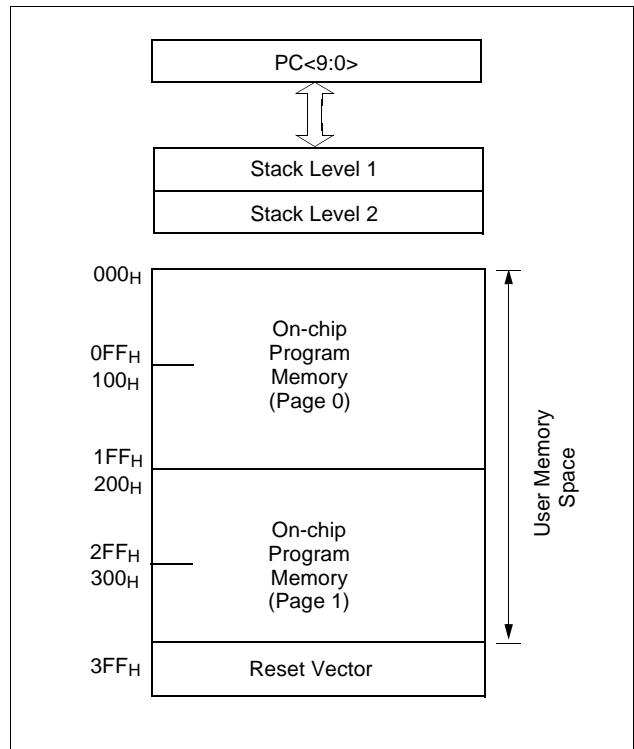 PC<9:0>
Stack Level 1
Stack Level 2
000H
On-chip
Program
Memory
(Page 0)
0FFH
100H
1FFH
200H
On-chip
Program
Memory
(Page 1)
2FFH
300H
3FFH
Reset Vector
User Memory
Space